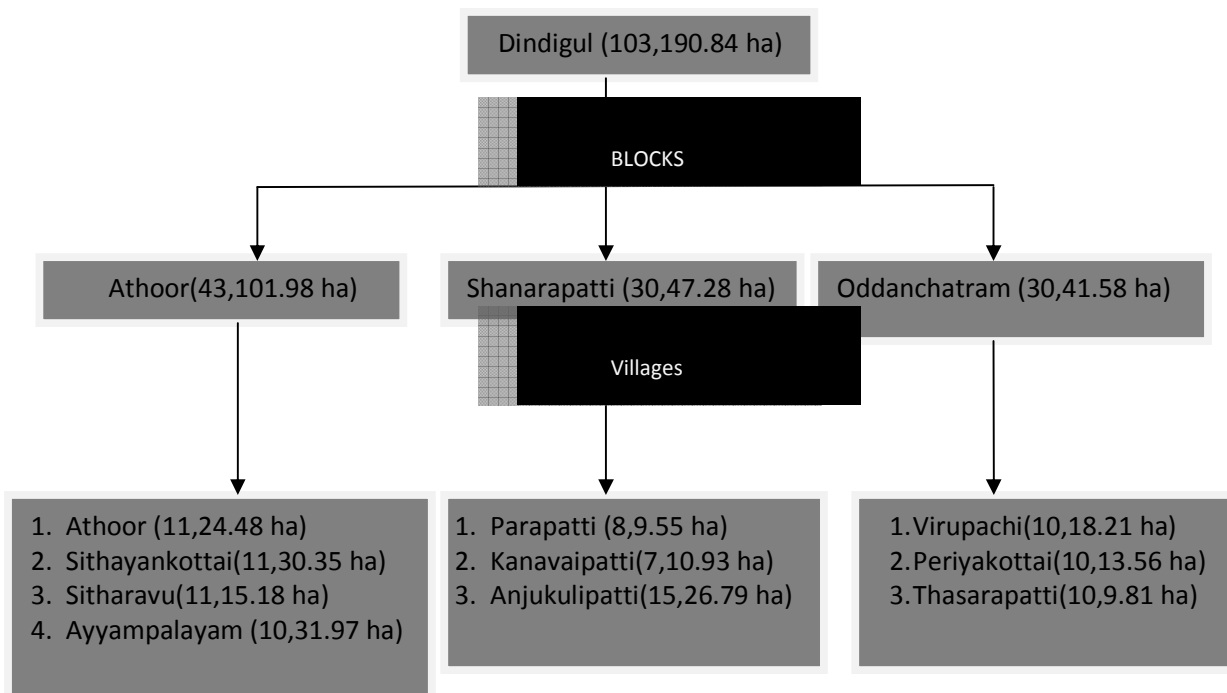 Dindigul (103,190.84 ha)
BLOCKS
Athoor(43,101.98 ha)
Shanarapatti (30,47.28 ha)
Oddanchatram (30,41.58 ha)
Villages
1. Athoor (11,24.48 ha)
2. Sithayankottai(11,30.35 ha)
3. Sitharavu(11,15.18 ha)
4. Ayyampalayam (10,31.97 ha)
1. Parapatti (8,9.55 ha)
2. Kanavaipatti(7,10.93 ha)
3. Anjukulipatti(15,26.79 ha)
1.Virupachi(10,18.21 ha)
2.Periyakottai(10,13.56 ha)
3.Thasarapatti(10,9.81 ha)